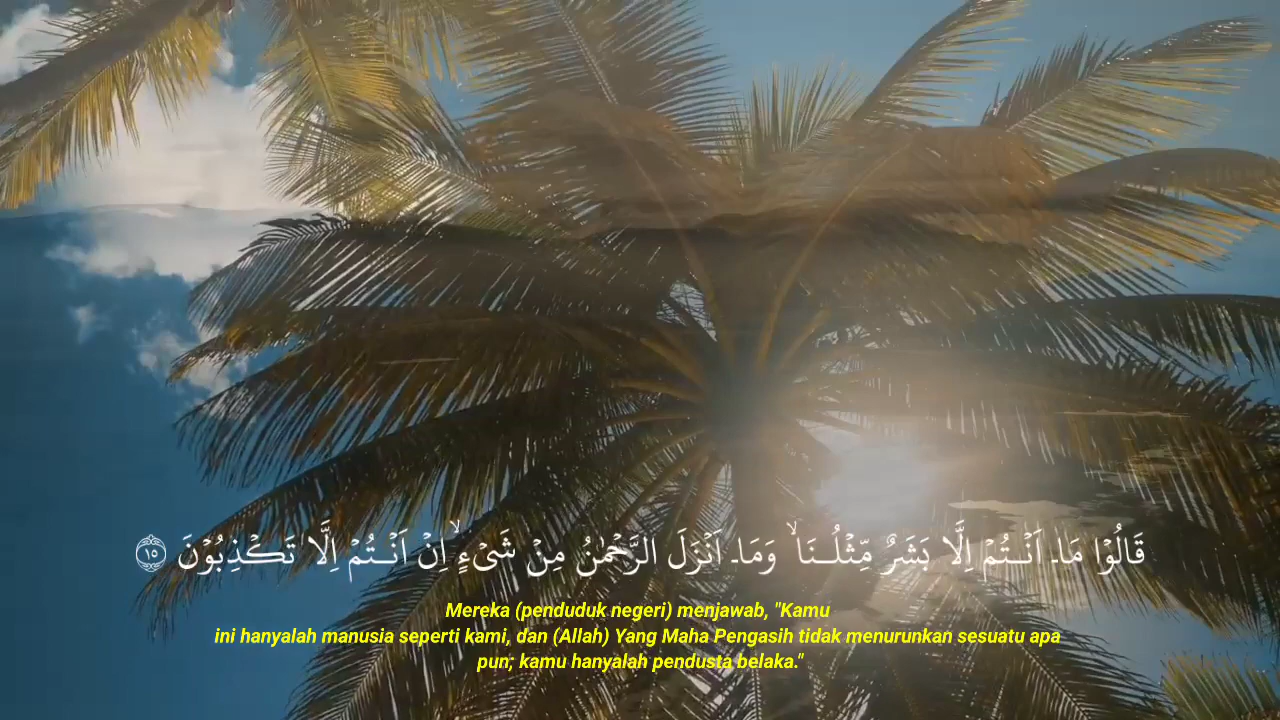 قَالُوْا مَاۤ اَنْتُمْ اِلَّا بَشَرٌ مِّثْلُنَاۙ وَمَاۤ اَنْزَلَ الرَّحْمٰنُ مِنْ شَيْءٍۙ اِنْ اَنْتُمْ اِلَّا تَكْذِبُوْنَ ١٥
Mereka (penduduk negeri) menjawab, "Kamu
ini hanyalah manusia seperti kami, dan (Allah) Yang Maha Pengasih tidak menurunkan sesuatu apa
pun; kamu hanyalah pendusta belaka."